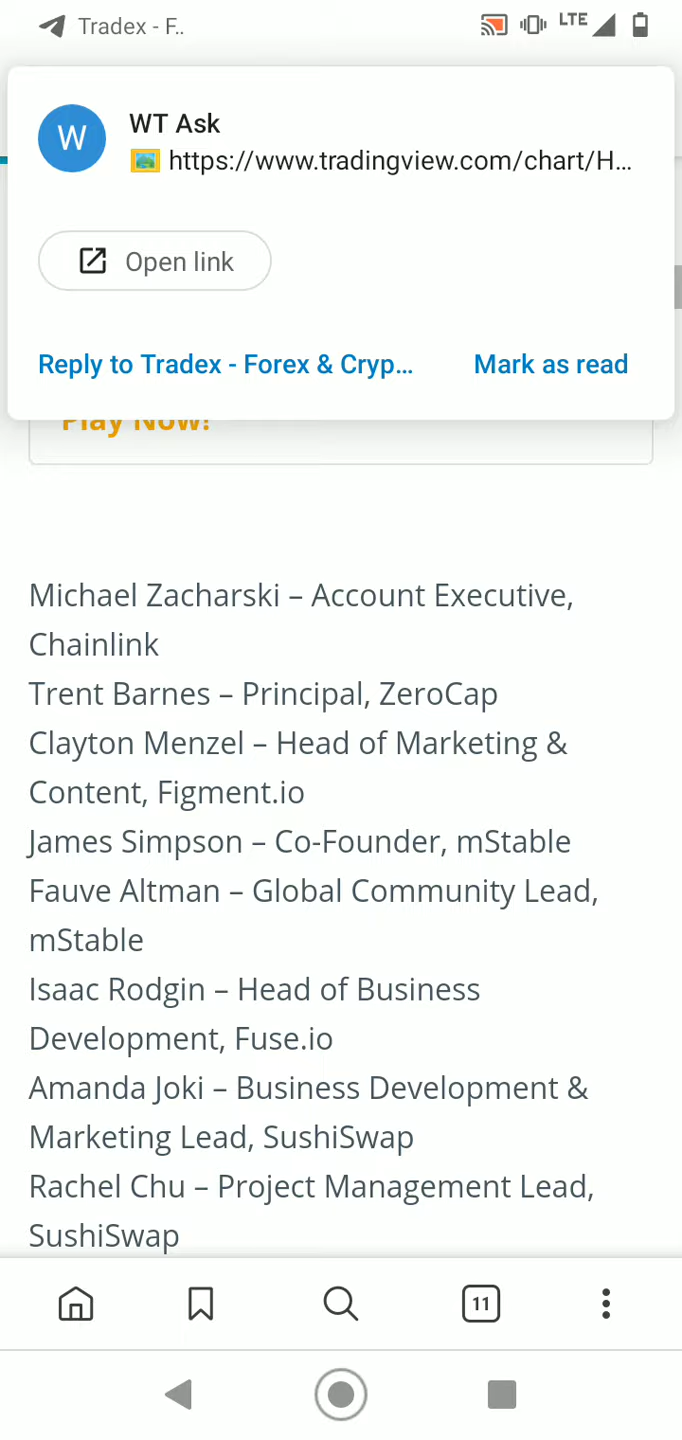 Tradex - F..
LTE
W
WT Ask
https://www.tradingview.com/chart/H...
Open link
Reply to Tradex - Forex & Cryp...
Mark as read
Play Now!
Michael Zacharski – Account Executive,
Chainlink
Trent Barnes – Principal, ZeroCap
Clayton Menzel – Head of Marketing &
Content, Figment.io
James Simpson – Co-Founder, mStable
Fauve Altman – Global Community Lead,
mStable
Isaac Rodgin – Head of Business
Development, Fuse.io
Amanda Joki – Business Development &
Marketing Lead, SushiSwap
Rachel Chu – Project Management Lead,
SushiSwap
11